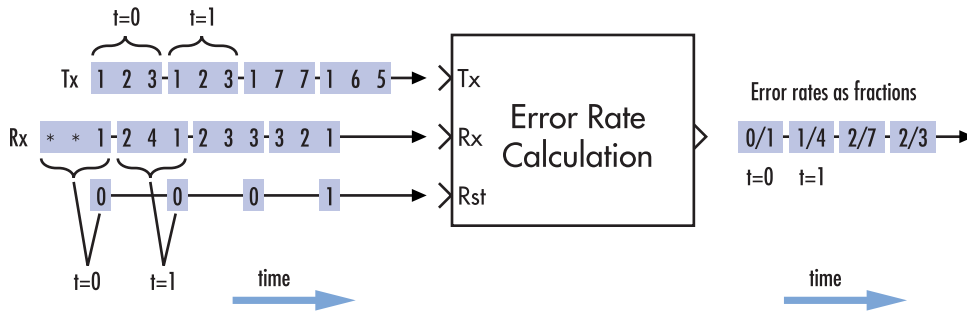 t=0 t=1
Tx 1 2 3 1 2 3 1 7 7 1 6 5
Rx * * 1 2 4 1 2 3 3 3 2 1
0 0 0 1
t=0 t=1
time
Tx
Rx
Rst
Error Rate
Calculation
Error rates as fractions
0/1 1/4 2/7 2/3
t=0 t=1
time